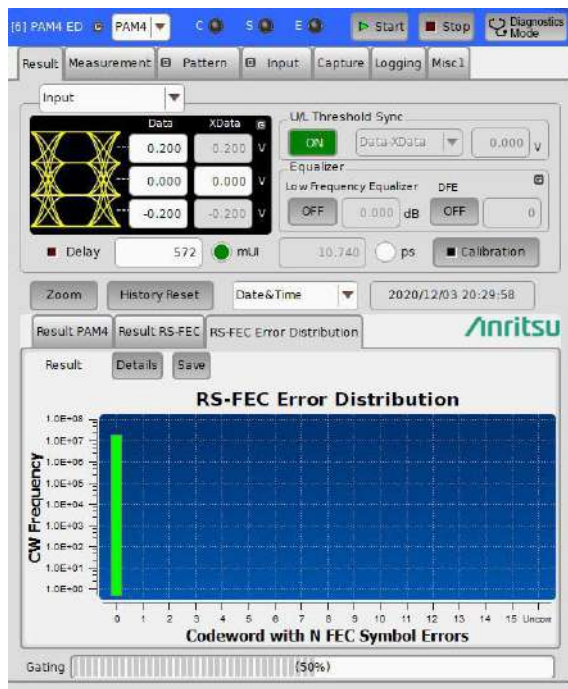 [6] PAM4 ED PAM4 C S E Start Stop Diagnostics Mode
Result Measurement Pattern Input Capture Logging Misc1
Input
Data XData
U/L Threshold Sync
0.200 0.200 V
ON Data-XData 0.000 V
Equalizer
0.000 0.000 V
Low Frequency Equalizer DFE
-0.200 -0.200 V
OFF 0.000 dB OFF 0
Delay 572 mUI 10.740 ps Calibration
Zoom History Reset Date&Time 2020/12/03 20:29:58
Result PAM4 Result RS-FEC RS-FEC Error Distribution
Anritsu
Result Details Save
RS-FEC Error Distribution
CW Frequency
1.0E+08
1.0E+07
1.0E+06
1.0E+05
1.0E+04
1.0E+03
1.0E+02
1.0E+01
1.0E+00
0 1 2 3 4 5 6 7 8 9 10 11 12 13 14 15 Uncorr
Codeword with N FEC Symbol Errors
Gating (50%)